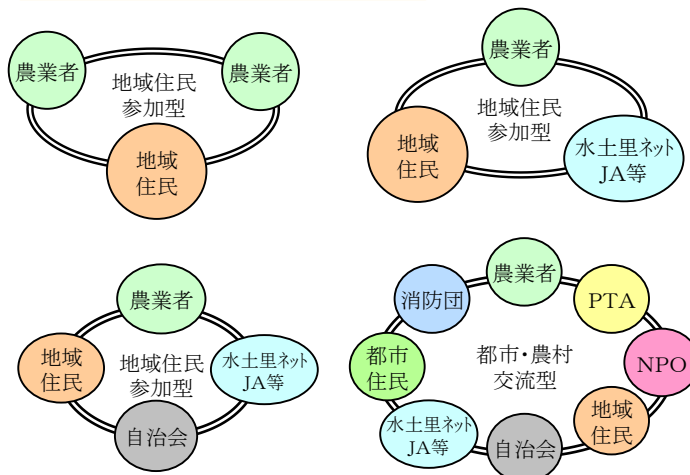 農業者
農業者
地域住民
参加型
地域
住民
農業者
地域住民
参加型
地域
住民
水土里ネット
JA等
農業者
地域
住民
地域住民
参加型
水土里ネット
JA等
自治会
農業者
消防団
PTA
都市
住民
都市・農村
交流型
NPO
地域
住民
水土里ネット
JA等
自治会